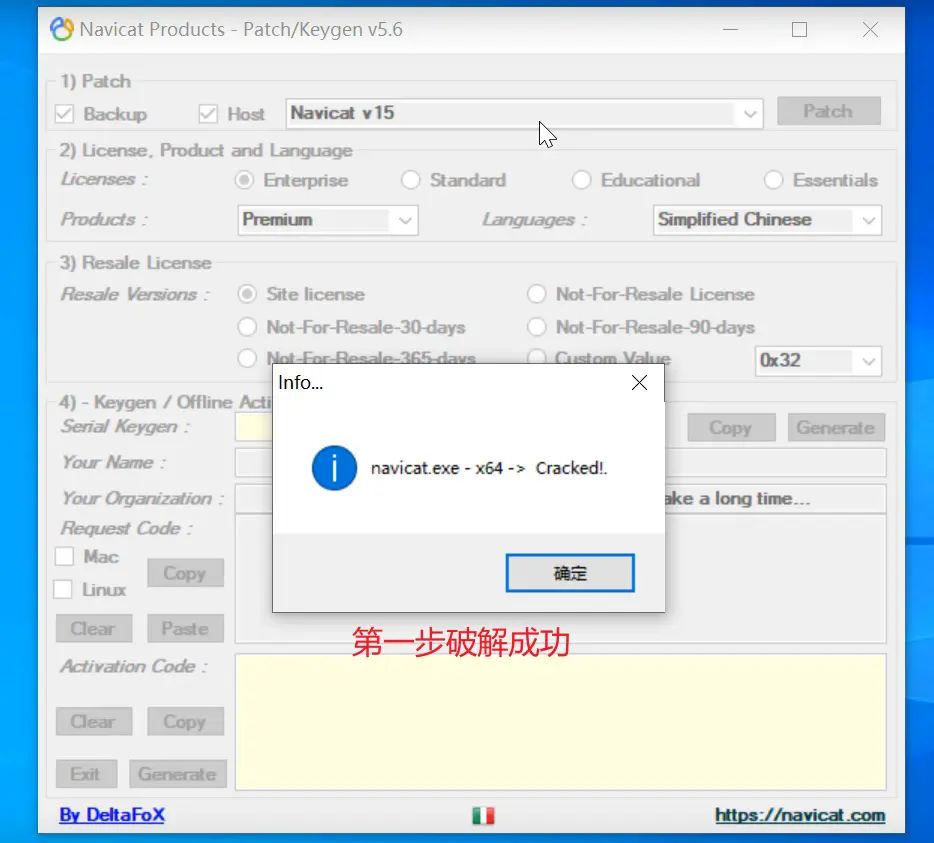 Navicat Products - Patch/Keygen v5.6
1) Patch
Backup Host Navicat v15 Patch
2) License, Product and Language
Licenses : Enterprise Standard Educational Essentials
Products : Premium Languages : Simplified Chinese
3) Resale License
Resale Versions : Site license Not-For-Resale License
Not-For-Resale-30-days Not-For-Resale-90-days
Not-For-Resale-365-days Custom Value 0x32
Info...
4) - Keygen / Offline Acti
Serial Keygen : Copy Generate
Your Name :
navicat.exe - x64 -> Cracked!.
Your Organization : ake a long time...
Request Code :
Mac
Copy
确定
Linux
Clear Paste
第一步破解成功
Activation Code :
Clear Copy
Exit Generate
By DeltaFoX https://navicat.com